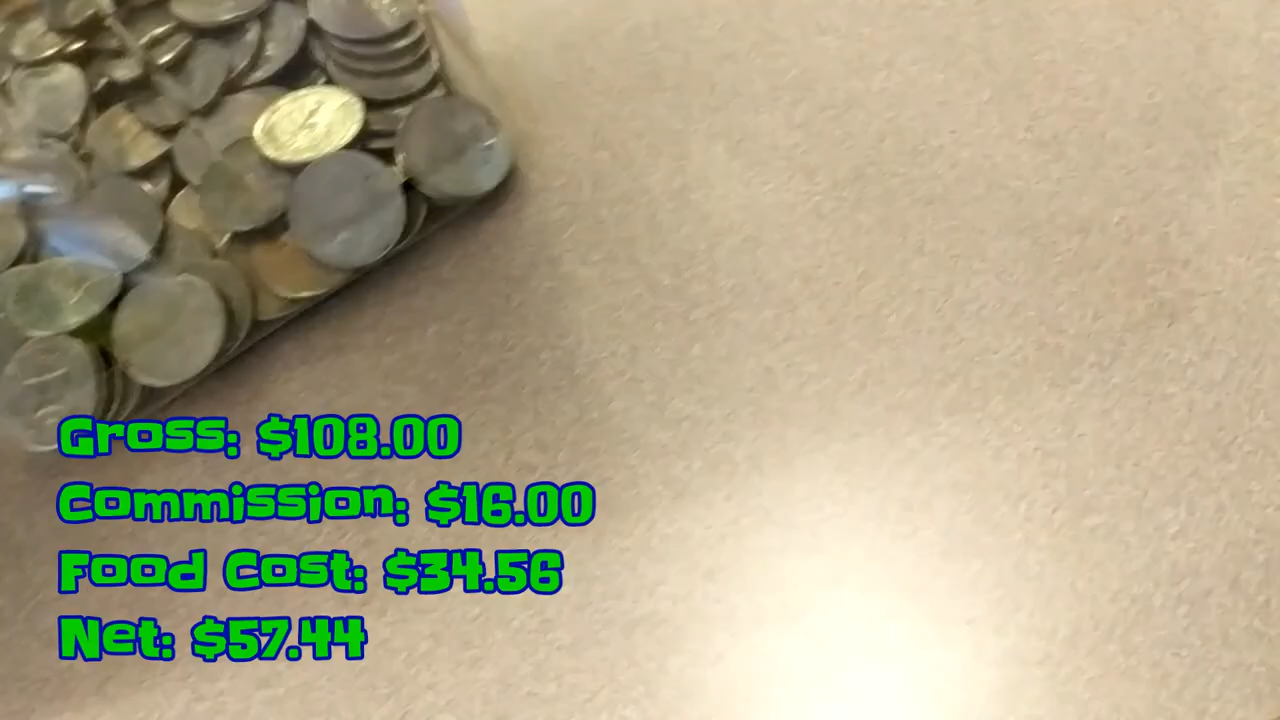 Gross: $108.00
Commission: $16.00
Food Cost: $34.56
Net: $57.44